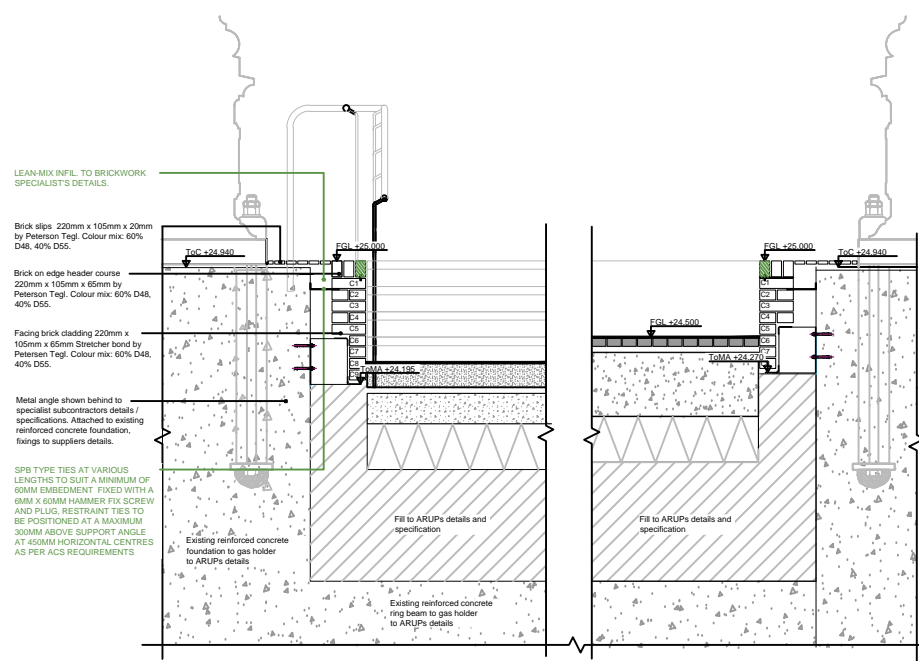 LEAN-MIX INFIL. TO BRICKWORK
SPECIALIST'S DETAILS.
Brick slips 220mm x 105mm x 20mm
by Peterson Tegl. Colour mix: 60%
D48, 40% D55.
Brick on edge header course
220mm x 105mm x 65mm by
Peterson Tegl. Colour mix: 60% D48,
40% D55.
Facing brick cladding 220mm x
105mm x 65mm Stretcher bond by
Petersen Tegl. Colour mix: 60% D48,
40% D55.
Metal angle shown behind to
specialist subcontractors details /
specifications. Attached to existing
reinforced concrete foundation,
fixings to suppliers details.
SPB TYPE TIES AT VARIOUS
LENGTHS TO SUIT A MINIMUM OF
60MM EMBEDMENT FIXED WITH A
6MM X 60MM HAMMER FIX SCREW
AND PLUG, RESTRAINT TIES TO
BE POSITIONED AT A MAXIMUM
300MM ABOVE SUPPORT ANGLE
AT 450MM HORIZONTAL CENTRES
AS PER ACS REQUIREMENTS
ToC +24.940
FGL +25.000
C1
C2
C3
C4
C5
C6
C7
C8
ToMA +24.195
Fill to ARUPs details and
specification
Existing reinforced concrete
foundation to gas holder
to ARUPs details
Existing reinforced concrete
ring beam to gas holder
to ARUPs details
FGL +25.000
ToC +24.940
FGL +24.500
ToMA +24.270
C1
C2
C3
C4
C5
C6
C7
Fill to ARUPs details and
specification